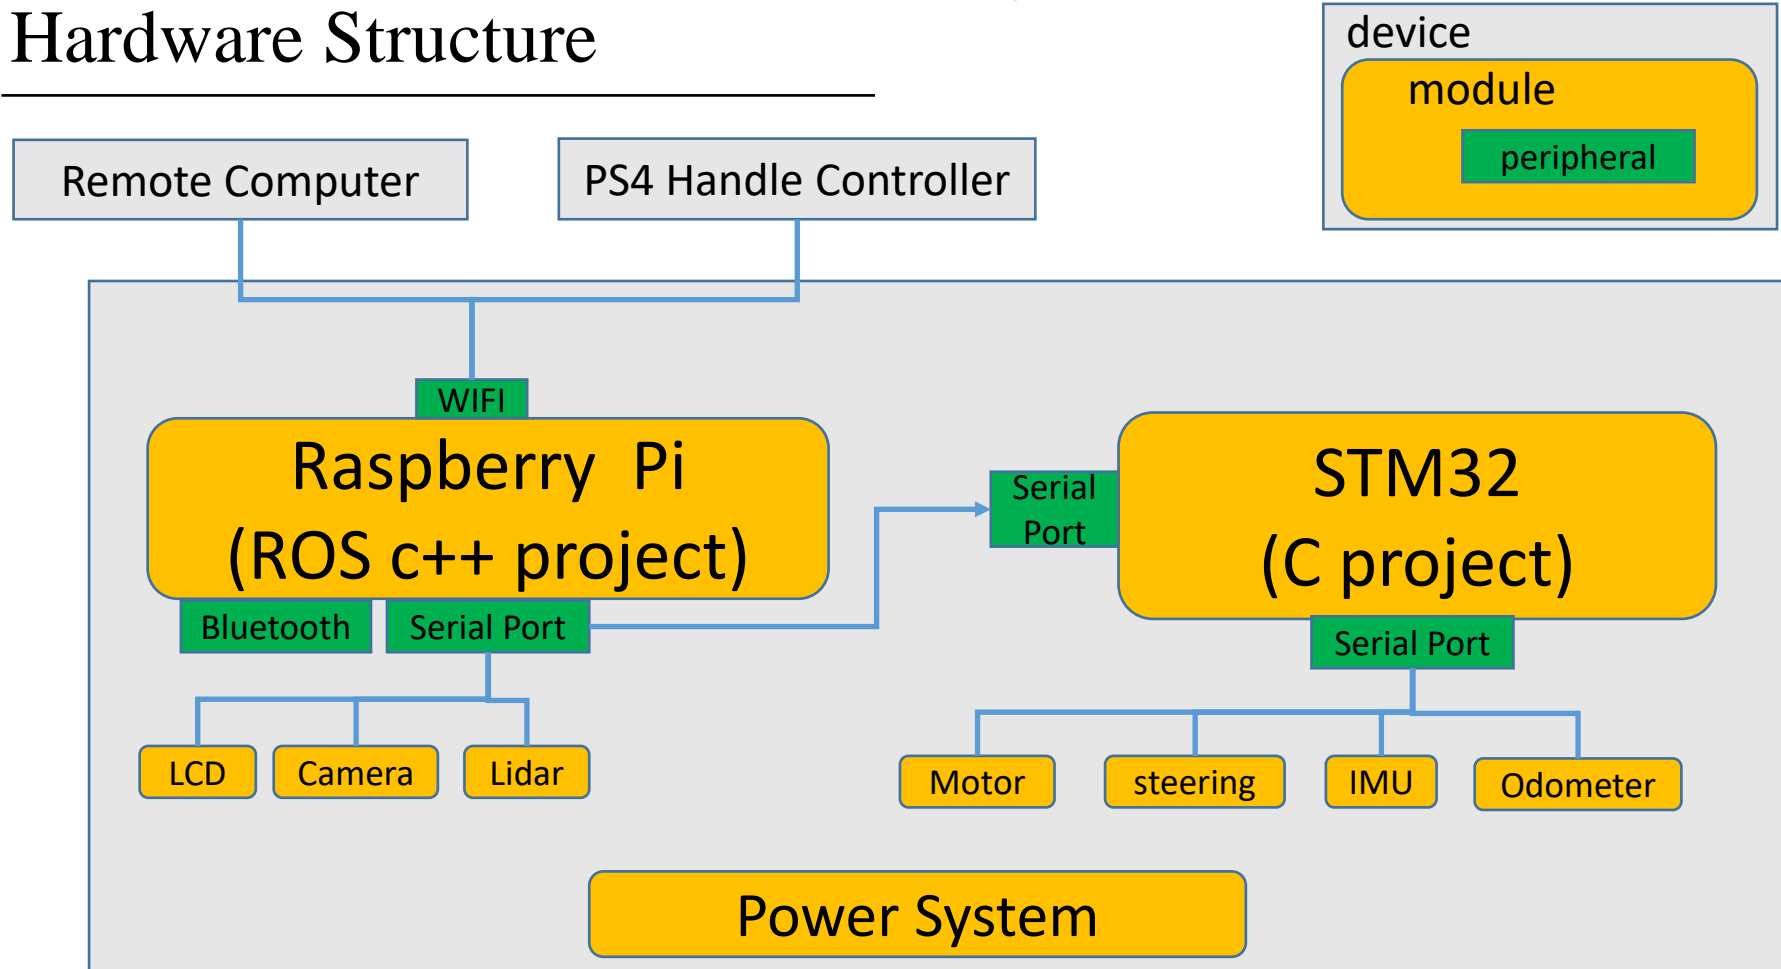 Hardware Structure
device
module
peripheral
Remote Computer
PS4 Handle Controller
WIFI
Raspberry Pi
(ROS c++ project)
Bluetooth
Serial Port
Serial
Port
STM32
(C project)
Serial Port
LCD
Camera
Lidar
Motor
steering
IMU
Odometer
Power System